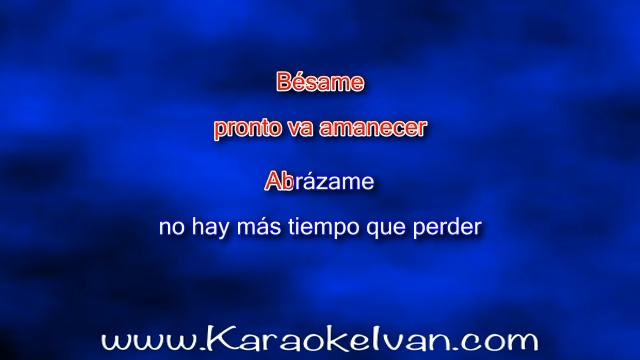 Bésame
pronto va amanecer
Abrázame
no hay más tiempo que perder
www.KaraokeIvan.com